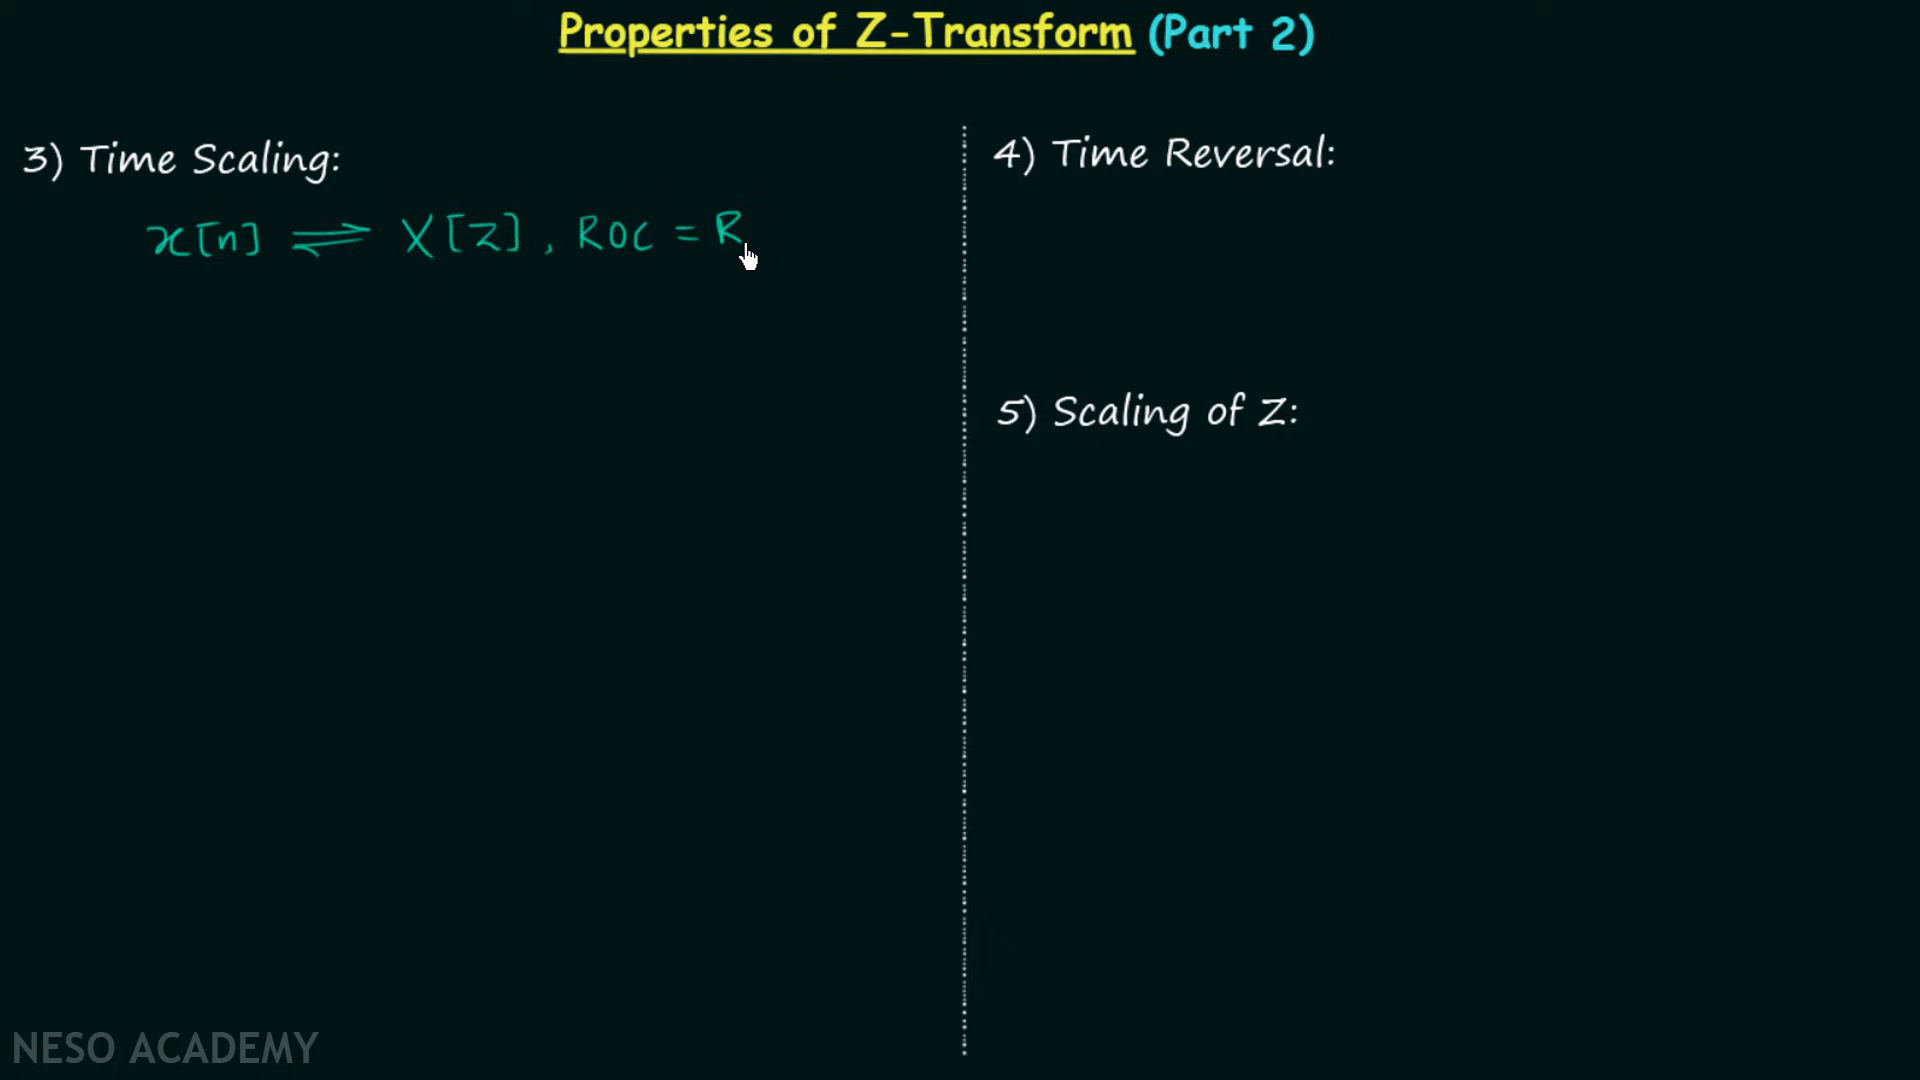 Properties of Z-Transform (Part 2)
3) Time Scaling:
x[n] ⇌ X[Z], ROC = R
4) Time Reversal:
5) Scaling of Z:
NESO ACADEMY